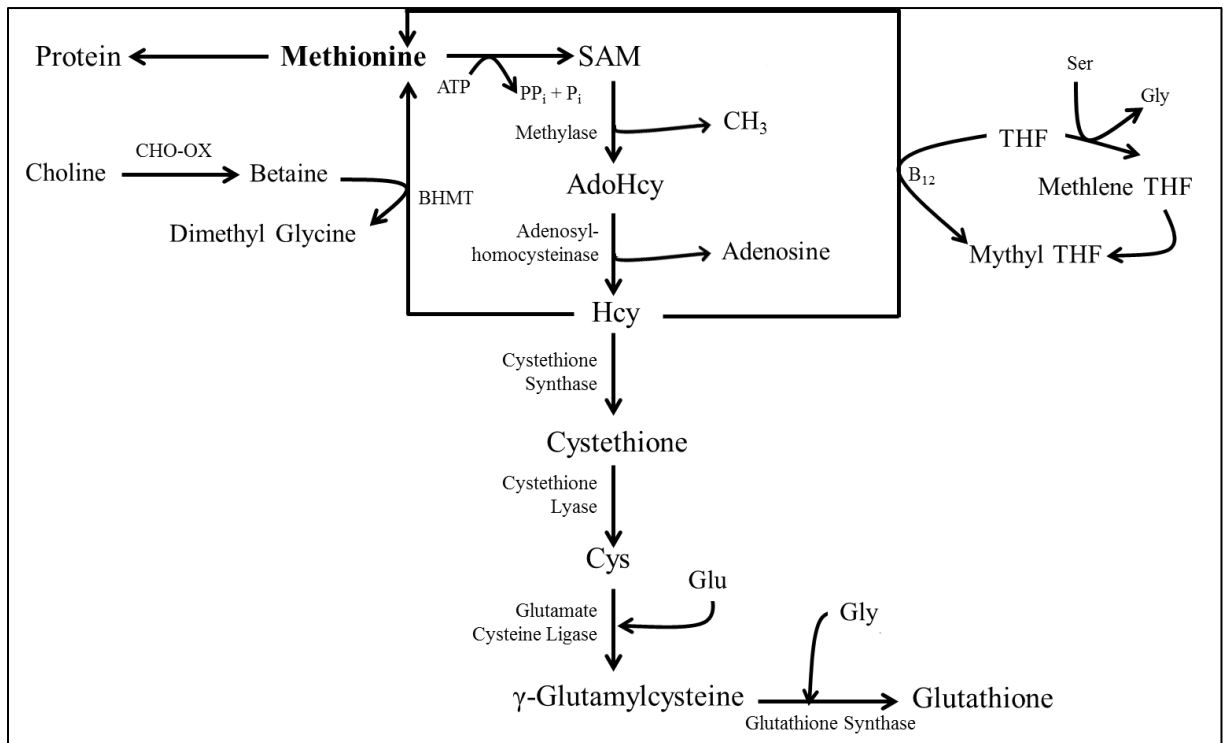 Protein
Methionine
SAM
ATP
PPi + Pi
Ser
Gly
Methylase
CH3
THF
CHO-OX
Choline
Betaine
BHMT
AdoHcy
B12
Methlene THF
Dimethyl Glycine
Adenosyl-
homocysteinase
Adenosine
Mythyl THF
Hcy
Cystethione
Synthase
Cystethione
Cystethione
Lyase
Cys
Glu
Glutamate
Cysteine Ligase
Gly
γ-Glutamylcysteine
Glutathione
Glutathione Synthase